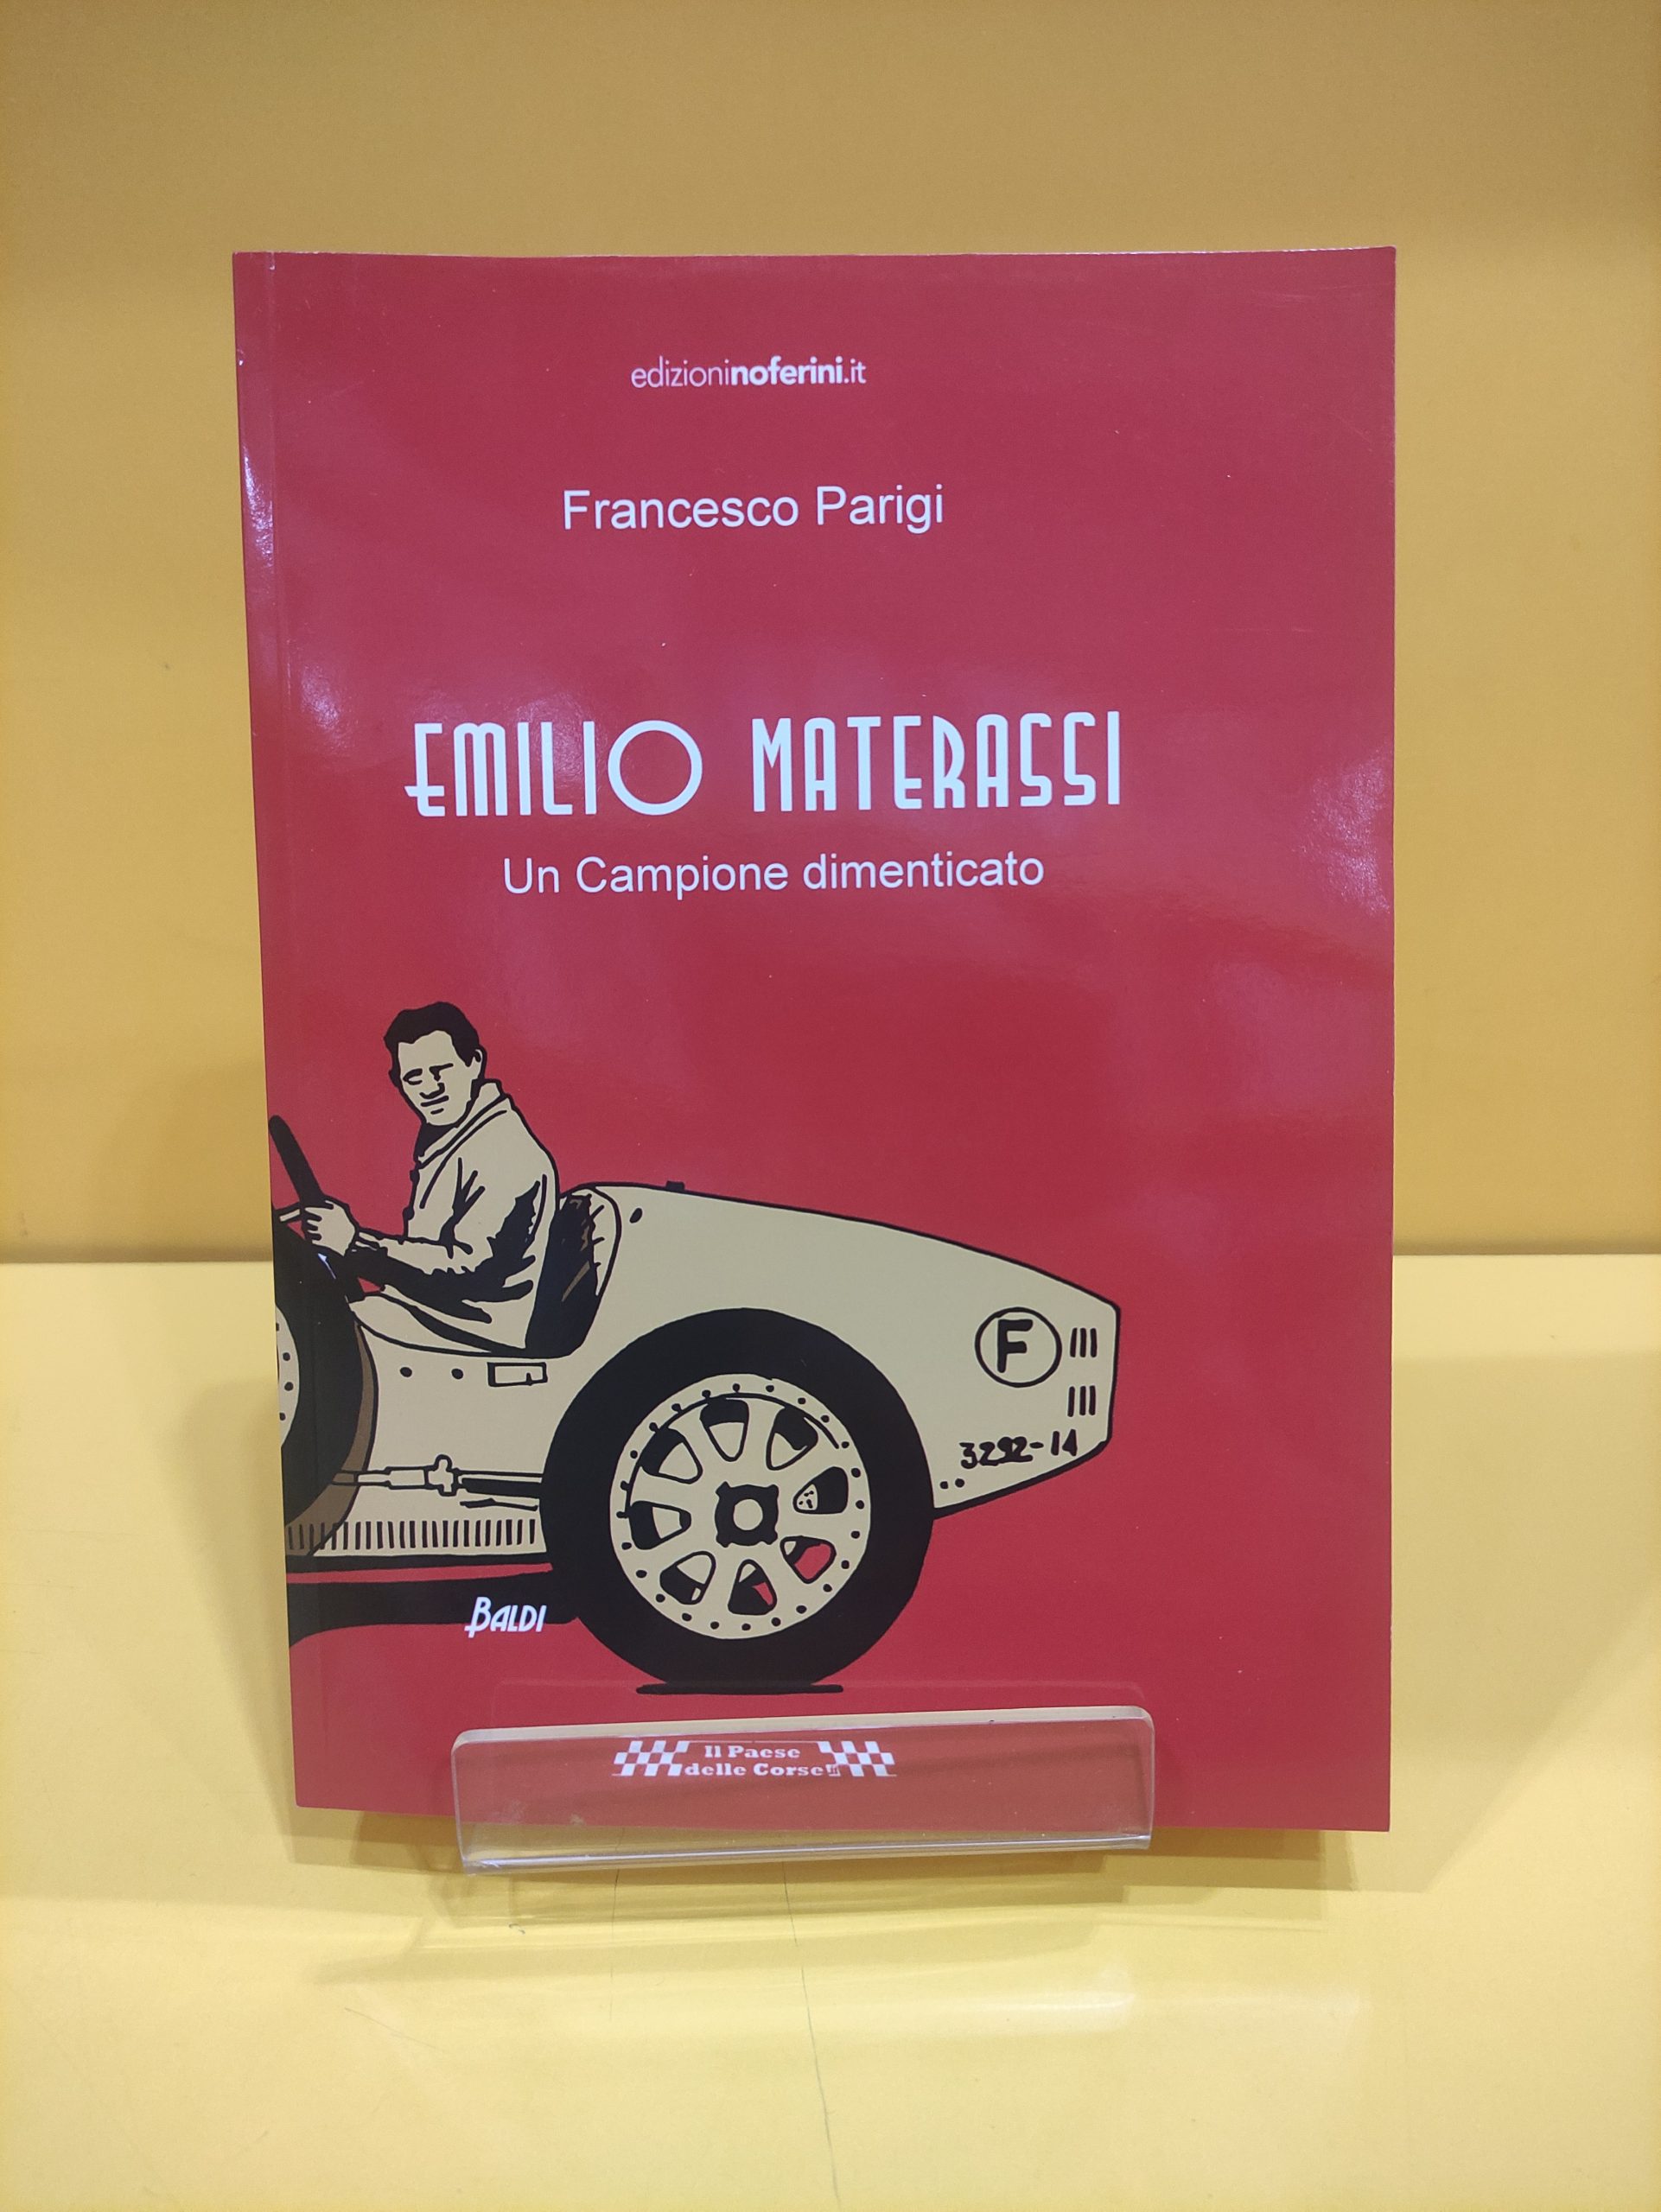 edizioninoferini.it
Francesco Parigi
EMILIO MATERASSI
Un Campione dimenticato
F
3292-14
BALDI
Il Paese
delle Corse